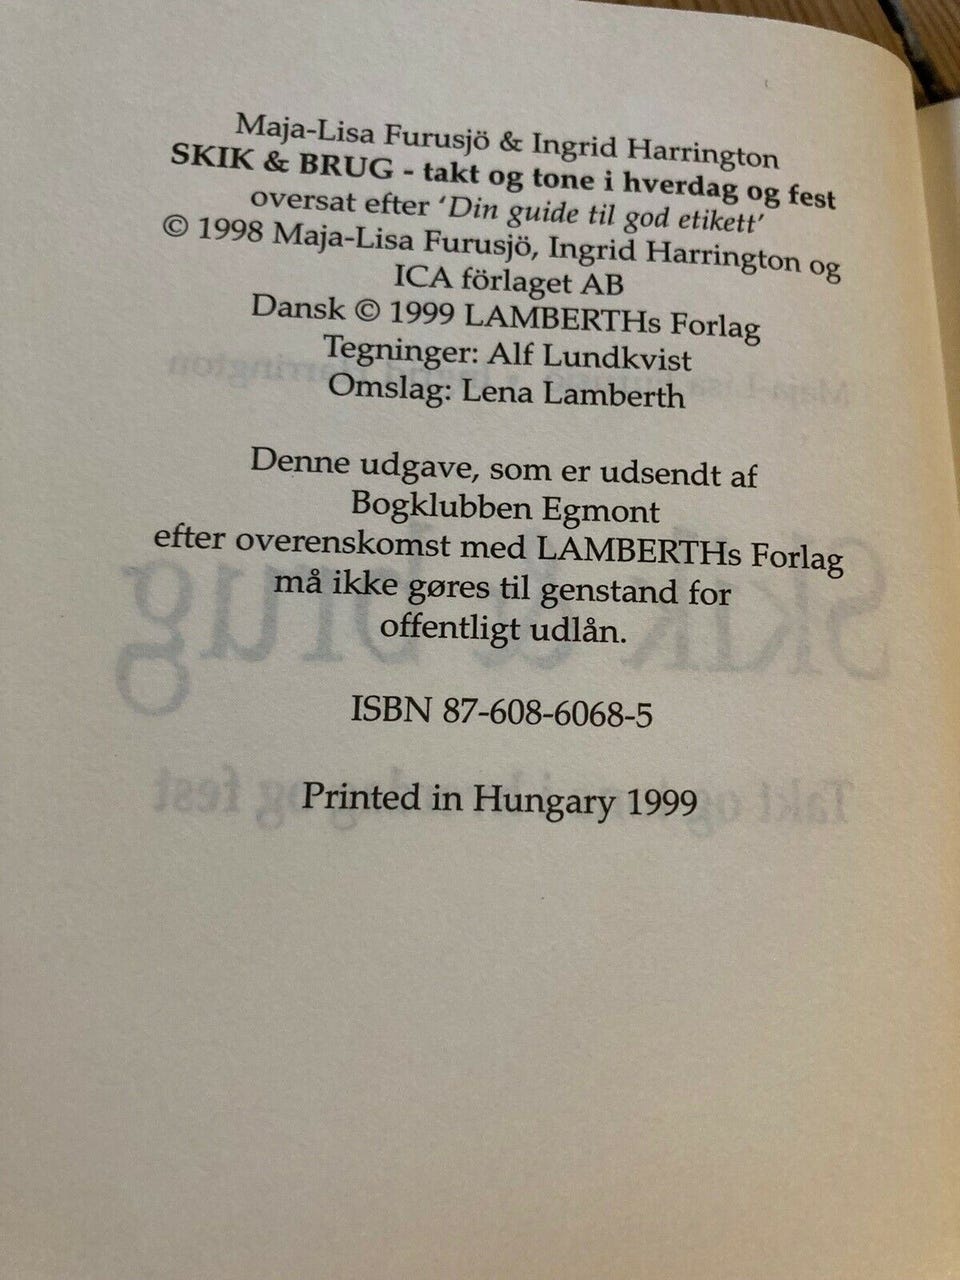 Maja-Lisa Furusjö & Ingrid Harrington
SKIK & BRUG - takt og tone i hverdag og fest
oversat efter 'Din guide til god etikett'
© 1998 Maja-Lisa Furusjö, Ingrid Harrington og
ICA förlaget AB
Dansk © 1999 LAMBERTHs Forlag
Tegninger: Alf Lundkvist
Omslag: Lena Lamberth
Denne udgave, som er udsendt af
Bogklubben Egmont
efter overenskomst med LAMBERTHs Forlag
må ikke gøres til genstand for
offentligt udlån.
ISBN 87-608-6068-5
Printed in Hungary 1999